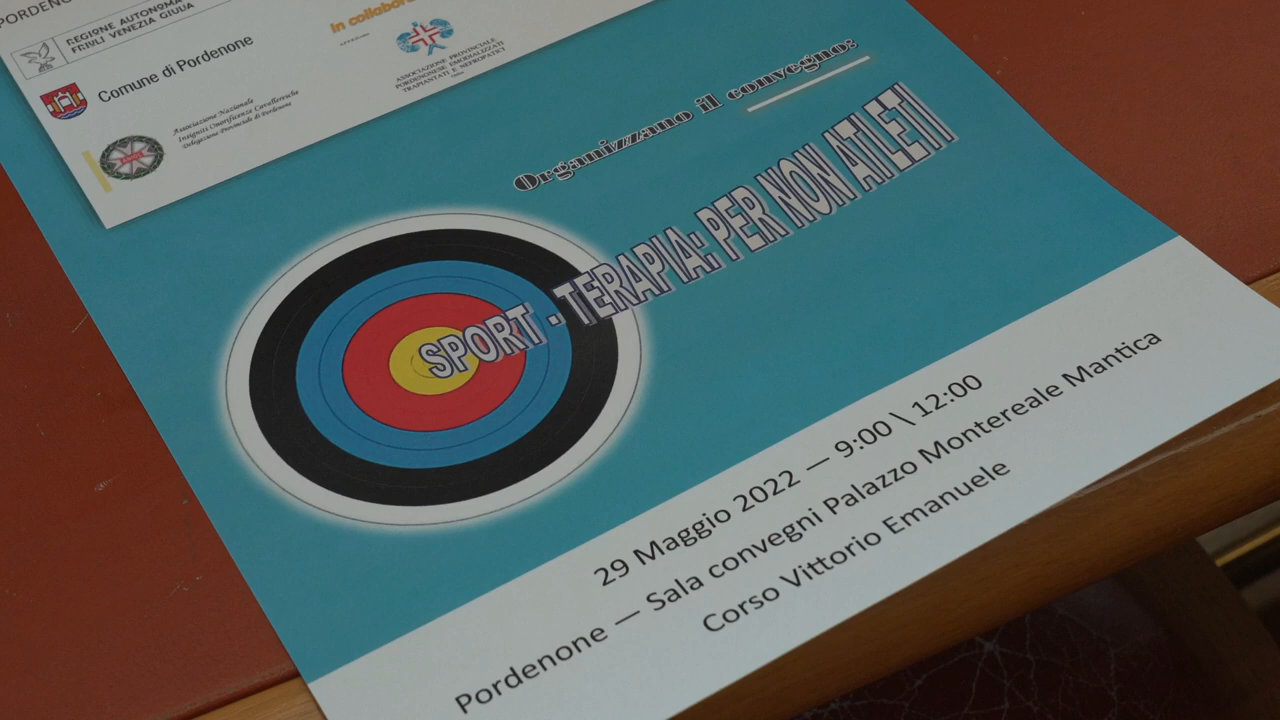 PORDENO
REGIONE AUTONOMA
FRIULI VENEZIA GIULIA
In collabora
Comune di Pordenone
ASSOCIAZIONE PROVINCIALE
PORDENONESE EMODIALIZZATI
TRAPIANTATI E NEFROPATICI
Associazione Nazionale
Insigniti Onorificenze Cavalleresche
Delegazione Provinciale di Pordenone
Organizzano il convegno:
SPORT - TERAPIA: PER NON ATLETI
29 Maggio 2022 — 9:00 \ 12:00
Pordenone — Sala convegni Palazzo Montereale Mantica
Corso Vittorio Emanuele